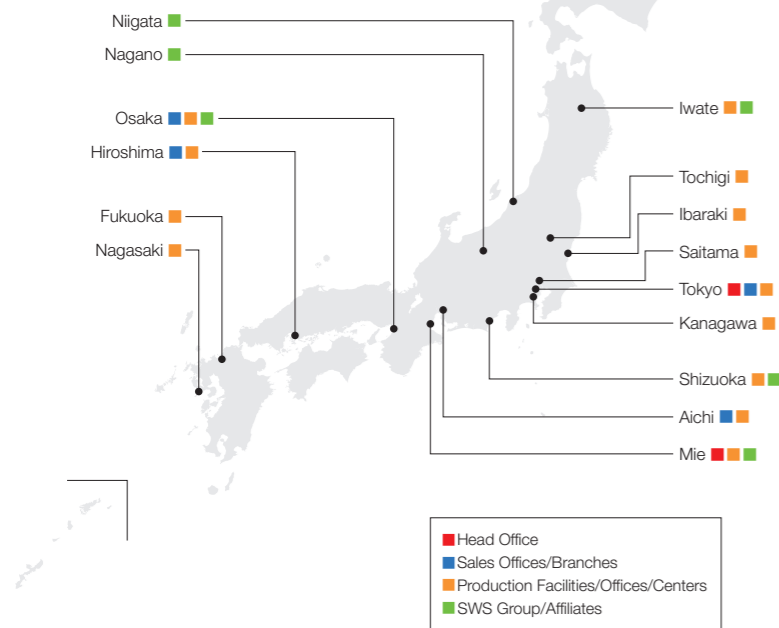 Niigata
Nagano
Osaka
Hiroshima
Fukuoka
Nagasaki
Iwate
Tochigi
Ibaraki
Saitama
Tokyo
Kanagawa
Shizuoka
Aichi
Mie
Head Office
Sales Offices/Branches
Production Facilities/Offices/Centers
SWS Group/Affiliates